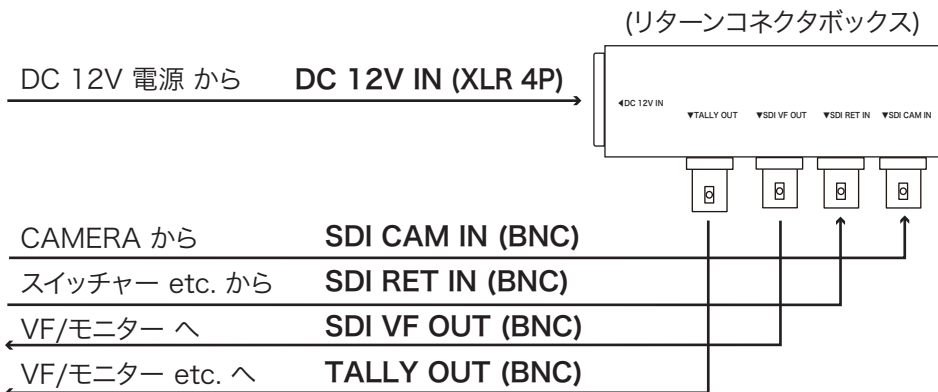 (リターンコネクタボックス)
DC 12V 電源 から DC 12V IN (XLR 4P)
◀DC 12V IN
▼TALLY OUT ▼SDI VF OUT ▼SDI RET IN ▼SDI CAM IN
CAMERA から SDI CAM IN (BNC)
スイッチャー etc. から SDI RET IN (BNC)
VF/モニター へ SDI VF OUT (BNC)
VF/モニター etc. へ TALLY OUT (BNC)